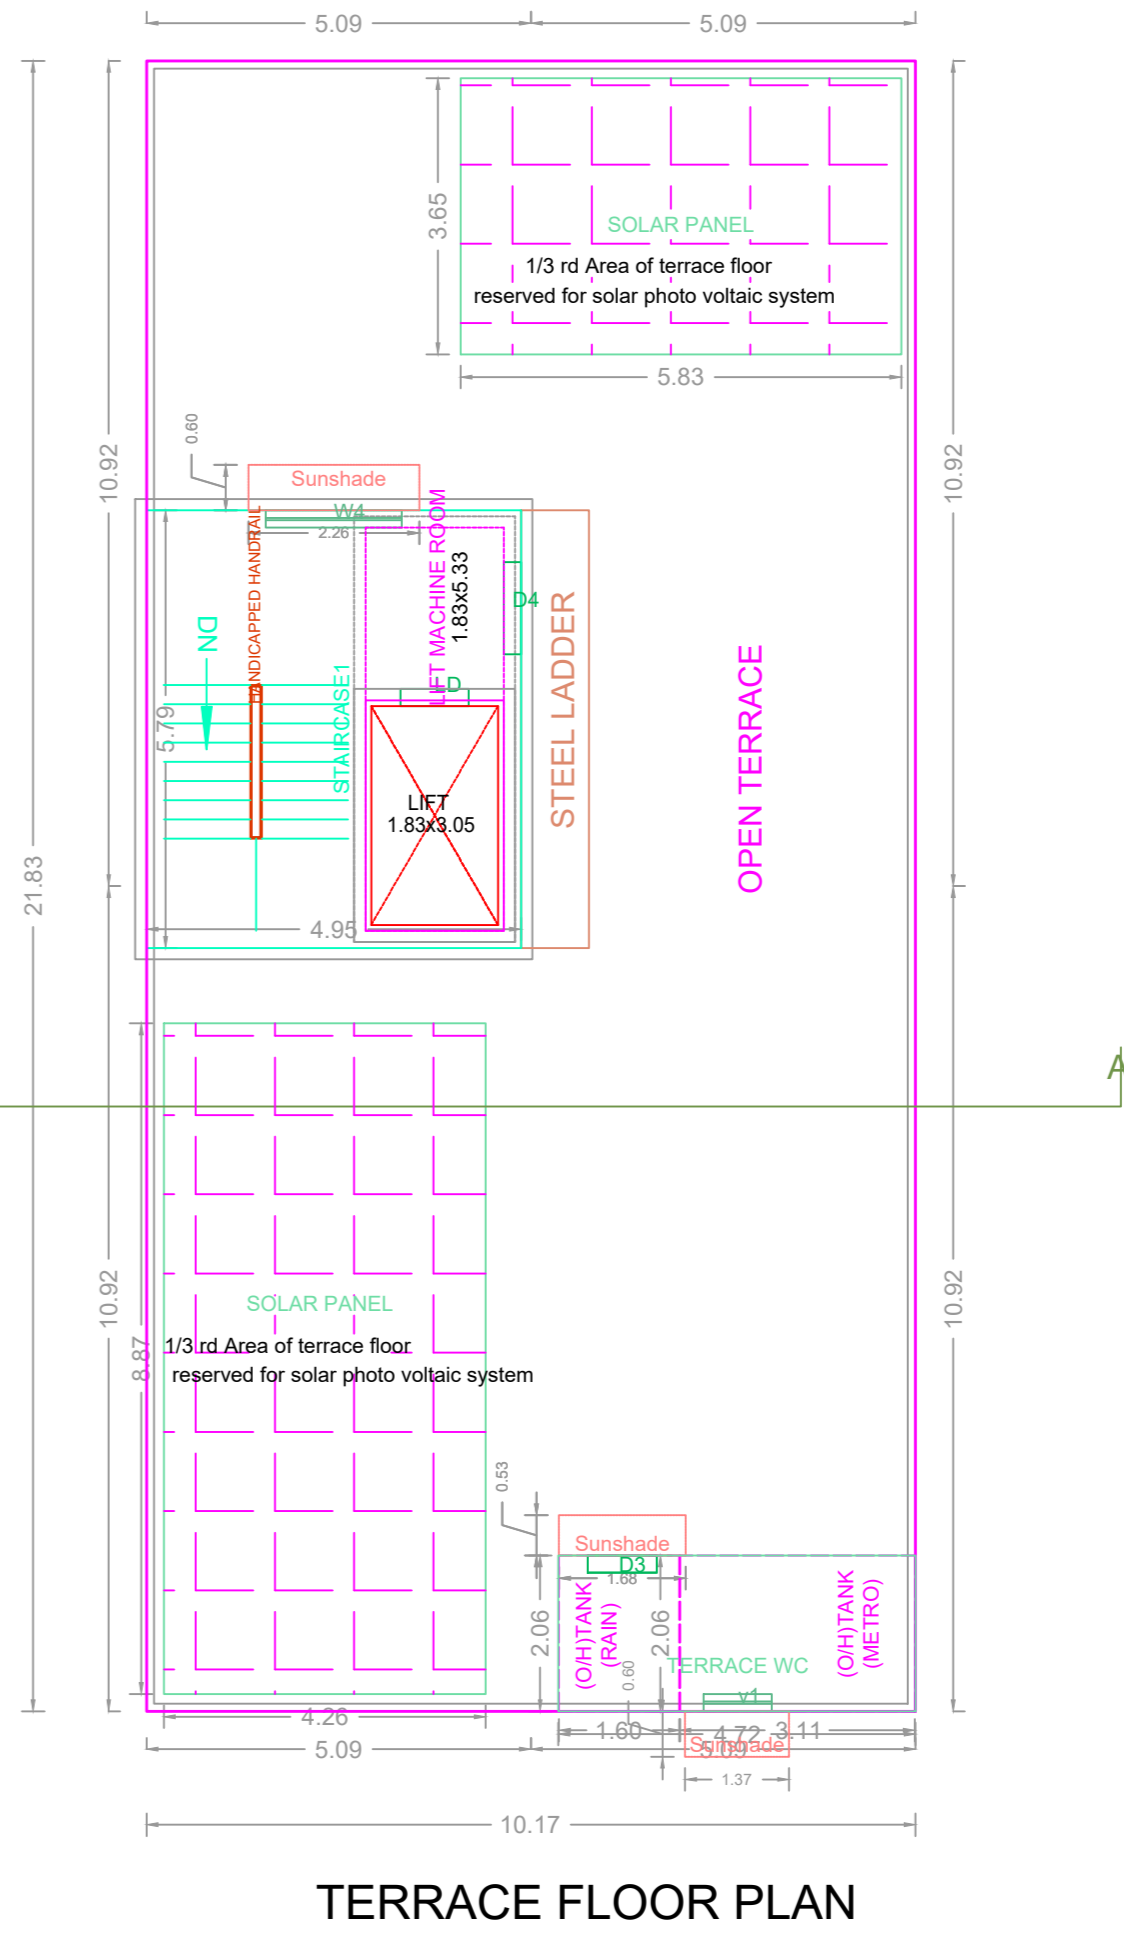 5.09
5.09
3.65
SOLAR PANEL
1/3 rd Area of terrace floor
reserved for solar photo voltaic system
5.83
10.92
10.92
0.60
Sunshade
W4
2.26
HANDICAPPED HANDRAIL
LIFT MACHINE ROOM
1.83x5.33
D4
DN
STEEL LADDER
OPEN TERRACE
STAIRCASE1
5.79
LIFT
1.83x3.05
21.83
4.95
A
10.92
10.92
SOLAR PANEL
8.87
1/3 rd Area of terrace floor
reserved for solar photo voltaic system
0.53
Sunshade
D3
1.68
(O/H)TANK
(RAIN)
2.06
2.06
0.60
TERRACE WC
(O/H)TANK
(METRO)
v1
4.26
1.60
4.72
3.11
5.09
5.09
Sunshade
1.37
10.17
TERRACE FLOOR PLAN